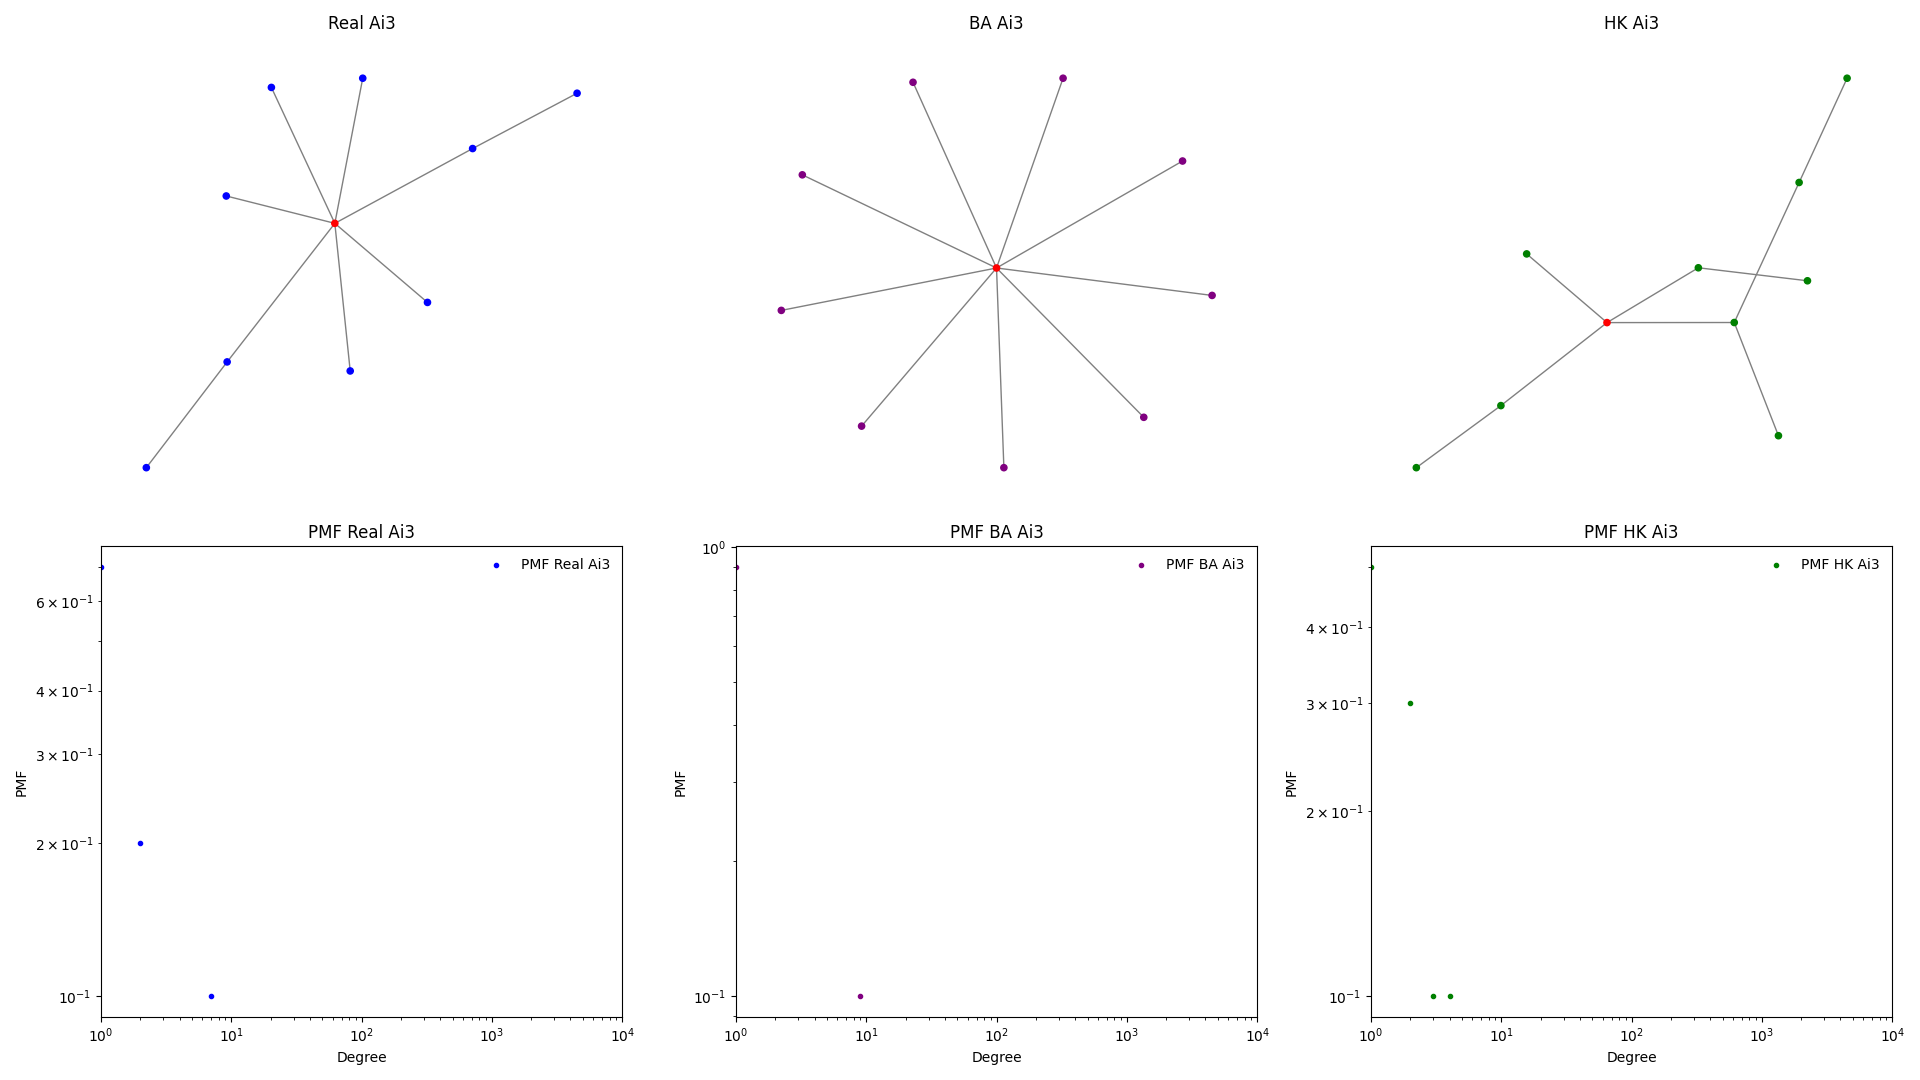 Real Ai3
BA Ai3
HK Ai3
PMF Real Ai3
PMF
6 × 10⁻¹
4 × 10⁻¹
3 × 10⁻¹
2 × 10⁻¹
10⁻¹
PMF Real Ai3
10⁰ 10¹ 10² 10³ 10⁴
Degree
PMF BA Ai3
PMF
10⁰
10⁻¹
PMF BA Ai3
10⁰ 10¹ 10² 10³ 10⁴
Degree
PMF HK Ai3
PMF
4 × 10⁻¹
3 × 10⁻¹
2 × 10⁻¹
10⁻¹
PMF HK Ai3
10⁰ 10¹ 10² 10³ 10⁴
Degree